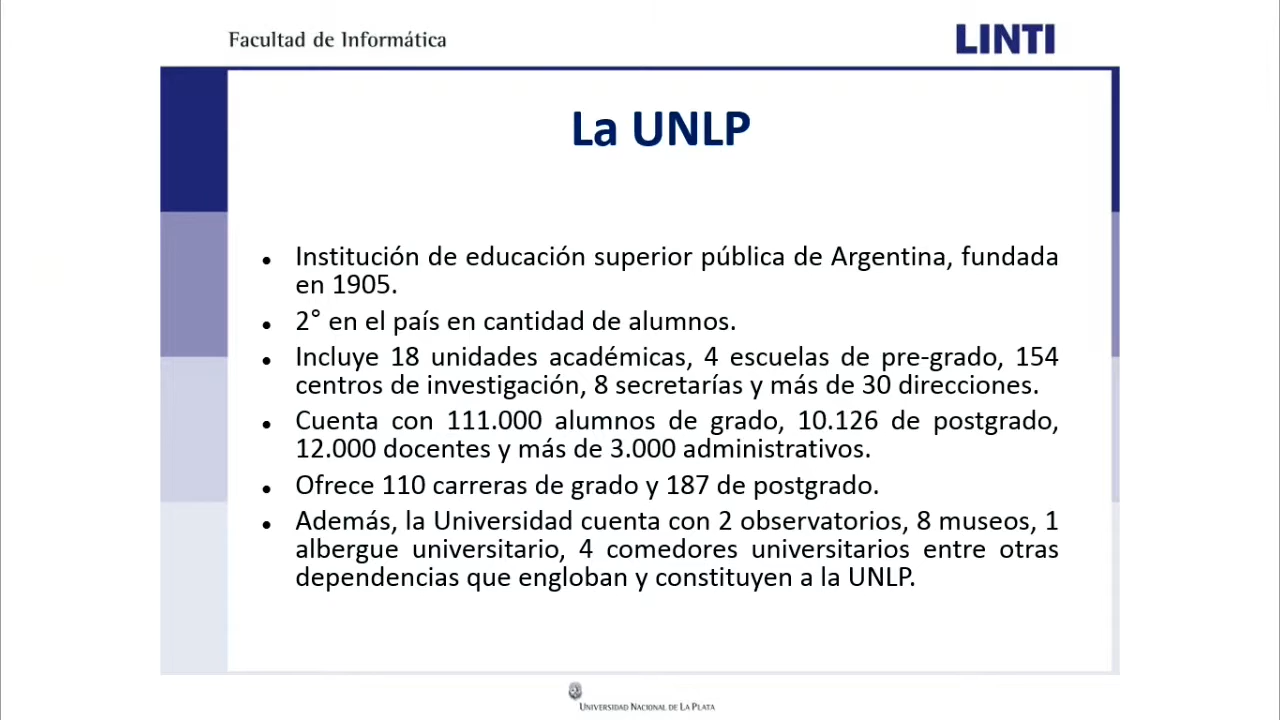 Facultad de Informática
LINTI
La UNLP
• Institución de educación superior pública de Argentina, fundada
en 1905.
• 2° en el país en cantidad de alumnos.
• Incluye 18 unidades académicas, 4 escuelas de pre-grado, 154
centros de investigación, 8 secretarías y más de 30 direcciones.
• Cuenta con 111.000 alumnos de grado, 10.126 de postgrado,
12.000 docentes y más de 3.000 administrativos.
• Ofrece 110 carreras de grado y 187 de postgrado.
• Además, la Universidad cuenta con 2 observatorios, 8 museos, 1
albergue universitario, 4 comedores universitarios entre otras
dependencias que engloban y constituyen a la UNLP.
UNIVERSIDAD NACIONAL DE LA PLATA